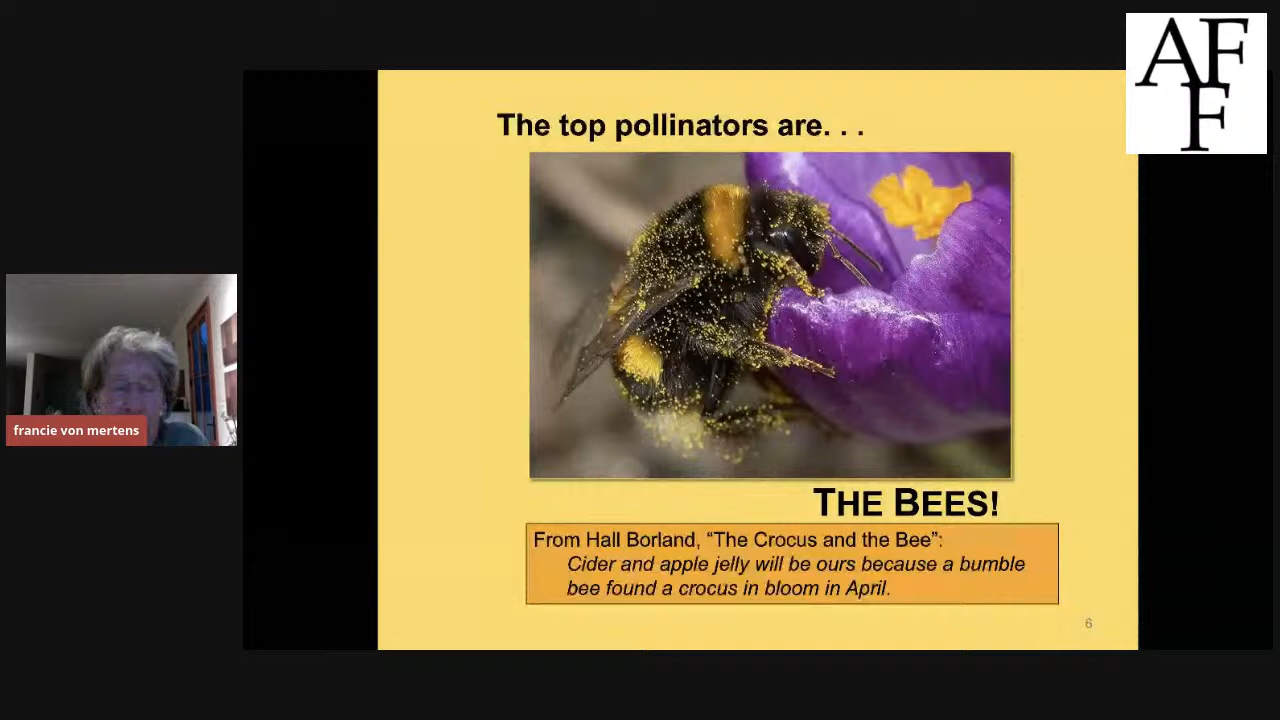 AF
F
The top pollinators are. . .
THE BEES!
From Hall Borland, “The Crocus and the Bee”:
Cider and apple jelly will be ours because a bumble
bee found a crocus in bloom in April.
6
francie von mertens